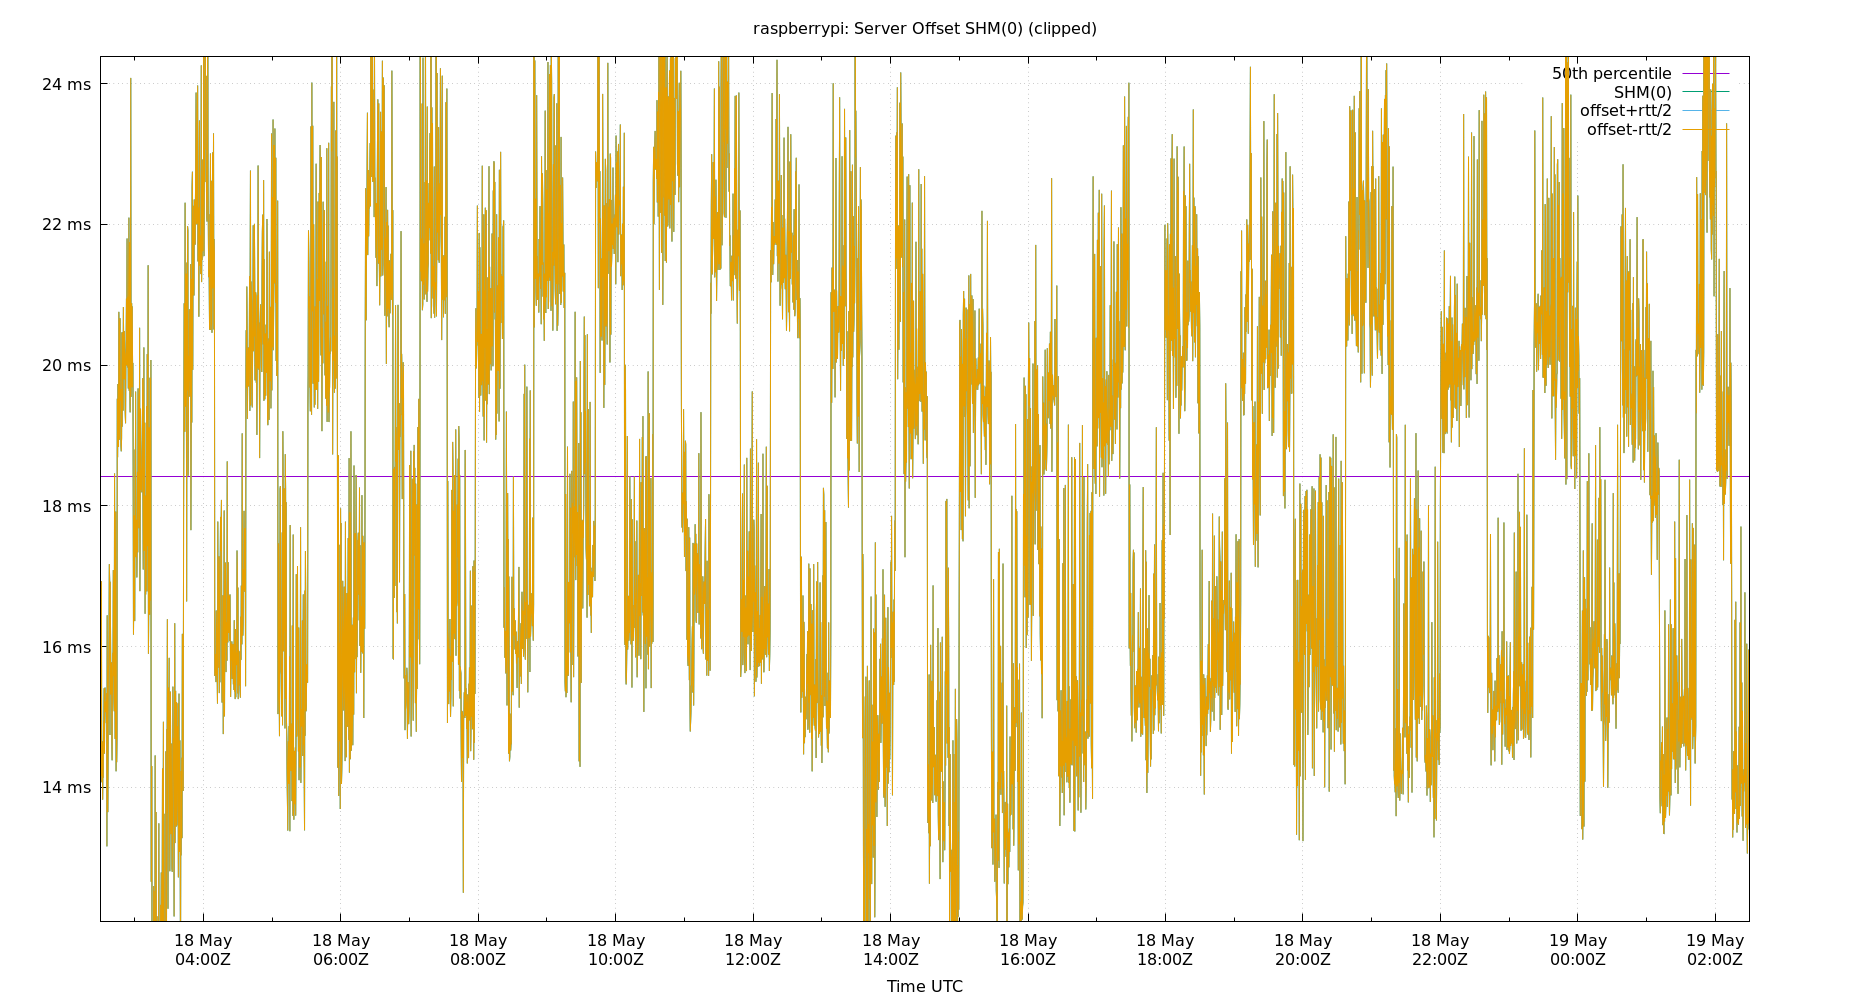 raspberrypi: Server Offset SHM(0) (clipped)
24 ms
22 ms
20 ms
18 ms
16 ms
14 ms
50th percentile
SHM(0)
offset+rtt/2
offset-rtt/2
18 May 18 May 18 May 18 May 18 May 18 May 18 May 18 May 18 May 18 May 19 May 19 May
04:00Z 06:00Z 08:00Z 10:00Z 12:00Z 14:00Z 16:00Z 18:00Z 20:00Z 22:00Z 00:00Z 02:00Z
Time UTC